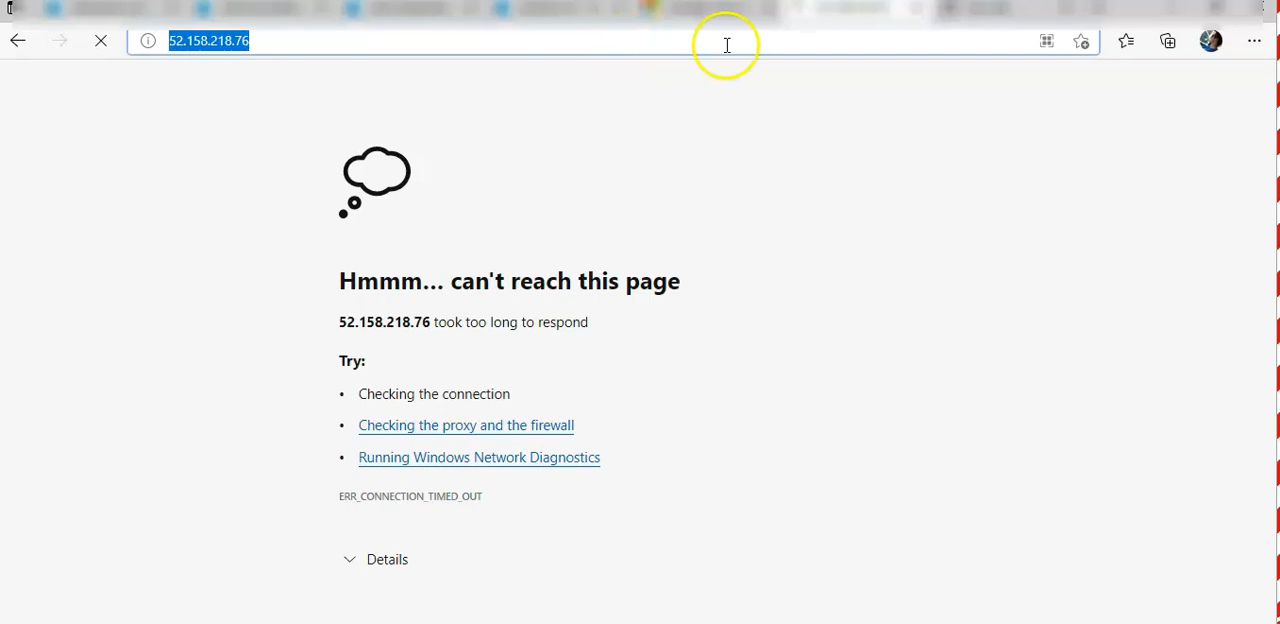 52.158.218.76
Hmmm... can't reach this page
52.158.218.76 took too long to respond
Try:
• Checking the connection
• Checking the proxy and the firewall
• Running Windows Network Diagnostics
ERR_CONNECTION_TIMED_OUT
Details